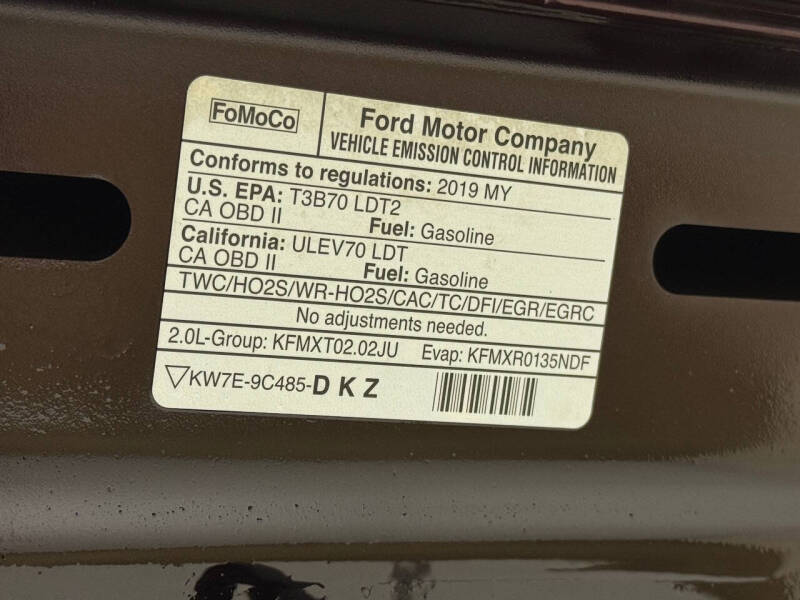 FoMoCo
Ford Motor Company
VEHICLE EMISSION CONTROL INFORMATION
Conforms to regulations: 2019 MY
U.S. EPA: T3B70 LDT2
CA OBD II Fuel: Gasoline
California: ULEV70 LDT
CA OBD II Fuel: Gasoline
TWC/HO2S/WR-HO2S/CAC/TC/DFI/EGR/EGRC
No adjustments needed.
2.0L-Group: KFMXT02.02JU Evap: KFMXR0135NDF
▽KW7E-9C485-D K Z